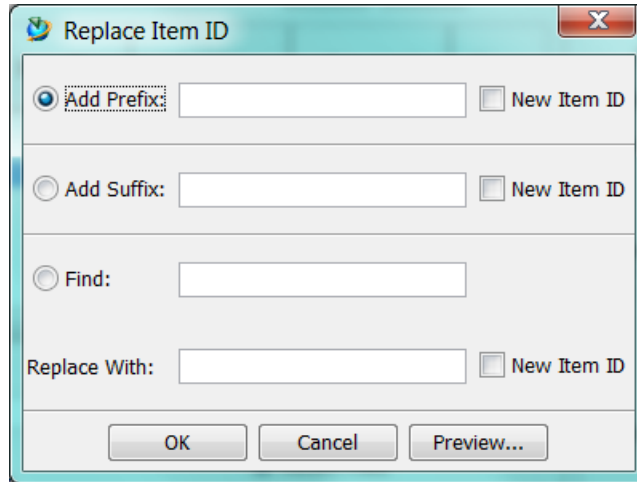 Replace Item ID
Add Prefix: New Item ID
Add Suffix: New Item ID
Find:
Replace With: New Item ID
OK Cancel Preview...